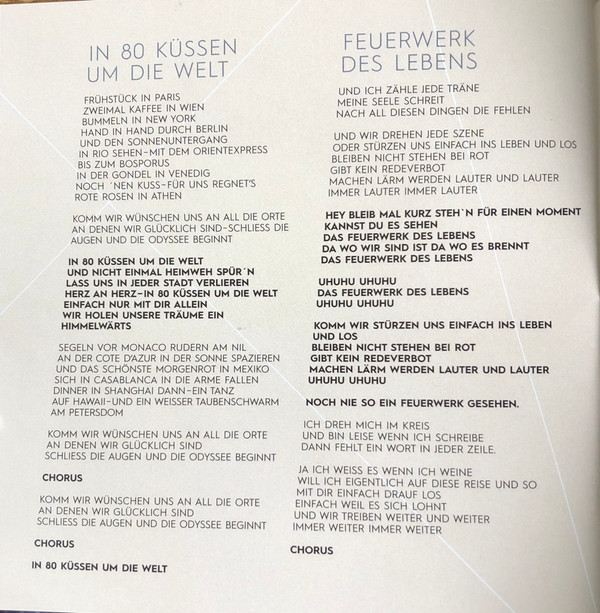 IN 80 KÜSSEN
UM DIE WELT
FRÜHSTÜCK IN PARIS
ZWEIMAL KAFFEE IN WIEN
BUMMELN IN NEW YORK
HAND IN HAND DURCH BERLIN
UND DEN SONNENUNTERGANG
IN RIO SEHEN–MIT DEM ORIENTEXPRESS
BIS ZUM BOSPORUS
IN DER GONDEL IN VENEDIG
NOCH ´NEN KUSS–FÜR UNS REGNET'S
ROTE ROSEN IN ATHEN
KOMM WIR WÜNSCHEN UNS AN ALL DIE ORTE
AN DENEN WIR GLÜCKLICH SIND–SCHLIESS DIE
AUGEN UND DIE ODYSSEE BEGINNT
IN 80 KÜSSEN UM DIE WELT
UND NICHT EINMAL HEIMWEH SPÜR´N
LASS UNS IN JEDER STADT VERLIEREN
HERZ AN HERZ–IN 80 KÜSSEN UM DIE WELT
EINFACH NUR MIT DIR ALLEIN
WIR HOLEN UNSERE TRÄUME EIN
HIMMELWÄRTS
SEGELN VOR MONACO RUDERN AM NIL
AN DER COTE D'AZUR IN DER SONNE SPAZIEREN
UND DAS SCHÖNSTE MORGENROT IN MEXIKO
SICH IN CASABLANCA IN DIE ARME FALLEN
DINNER IN SHANGHAI DANN–EIN TANZ
AUF HAWAII–UND EIN WEISSER TAUBENSCHWARM
AM PETERSDOM
KOMM WIR WÜNSCHEN UNS AN ALL DIE ORTE
AN DENEN WIR GLÜCKLICH SIND
SCHLIESS DIE AUGEN UND DIE ODYSSEE BEGINNT
CHORUS
KOMM WIR WÜNSCHEN UNS AN ALL DIE ORTE
AN DENEN WIR GLÜCKLICH SIND
SCHLIESS DIE AUGEN UND DIE ODYSSEE BEGINNT
CHORUS
IN 80 KÜSSEN UM DIE WELT
FEUERWERK
DES LEBENS
UND ICH ZÄHLE JEDE TRÄNE
MEINE SEELE SCHREIT
NACH ALL DIESEN DINGEN DIE FEHLEN
UND WIR DREHEN JEDE SZENE
ODER STÜRZEN UNS EINFACH INS LEBEN UND LOS
BLEIBEN NICHT STEHEN BEI ROT
GIBT KEIN REDEVERBOT
MACHEN LÄRM WERDEN LAUTER UND LAUTER
IMMER LAUTER IMMER LAUTER
HEY BLEIB MAL KURZ STEH`N FÜR EINEN MOMENT
KANNST DU ES SEHEN
DAS FEUERWERK DES LEBENS
DA WO WIR SIND IST DA WO ES BRENNT
DAS FEUERWERK DES LEBENS
UHUHU UHUHU
DAS FEUERWERK DES LEBENS
UHUHU UHUHU
KOMM WIR STÜRZEN UNS EINFACH INS LEBEN
UND LOS
BLEIBEN NICHT STEHEN BEI ROT
GIBT KEIN REDEVERBOT
MACHEN LÄRM WERDEN LAUTER UND LAUTER
UHUHU UHUHU
NOCH NIE SO EIN FEUERWERK GESEHEN.
ICH DREH MICH IM KREIS
UND BIN LEISE WENN ICH SCHREIBE
DANN FEHLT EIN WORT IN JEDER ZEILE.
JA ICH WEISS ES WENN ICH WEINE
WILL ICH EIGENTLICH AUF DIESE REISE UND SO
MIT DIR EINFACH DRAUF LOS
EINFACH WEIL ES SICH LOHNT
UND WIR TREIBEN WEITER UND WEITER
IMMER WEITER IMMER WEITER
CHORUS